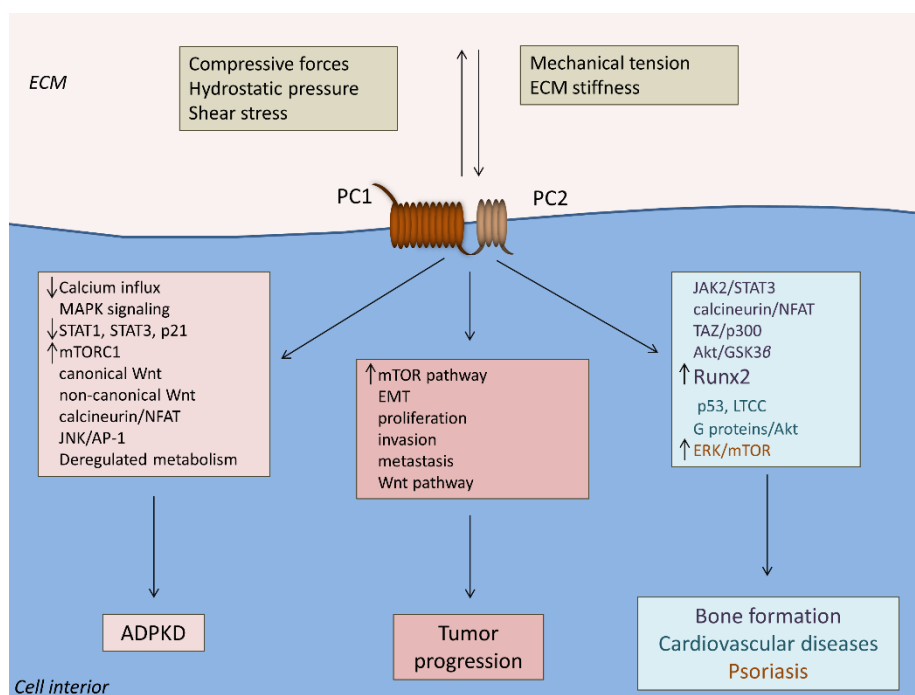 ECM
Compressive forces
Hydrostatic pressure
Shear stress
Mechanical tension
ECM stiffness
PC1
PC2
↓Calcium influx
MAPK signaling
↓STAT1, STAT3, p21
↑mTORC1
canonical Wnt
non-canonical Wnt
calcineurin/NFAT
JNK/AP-1
Deregulated metabolism
↑mTOR pathway
EMT
proliferation
invasion
metastasis
Wnt pathway
JAK2/STAT3
calcineurin/NFAT
TAZ/p300
Akt/GSK3β
↑Runx2
p53, LTCC
G proteins/Akt
↑ERK/mTOR
ADPKD
Tumor
progression
Bone formation
Cardiovascular diseases
Psoriasis
Cell interior